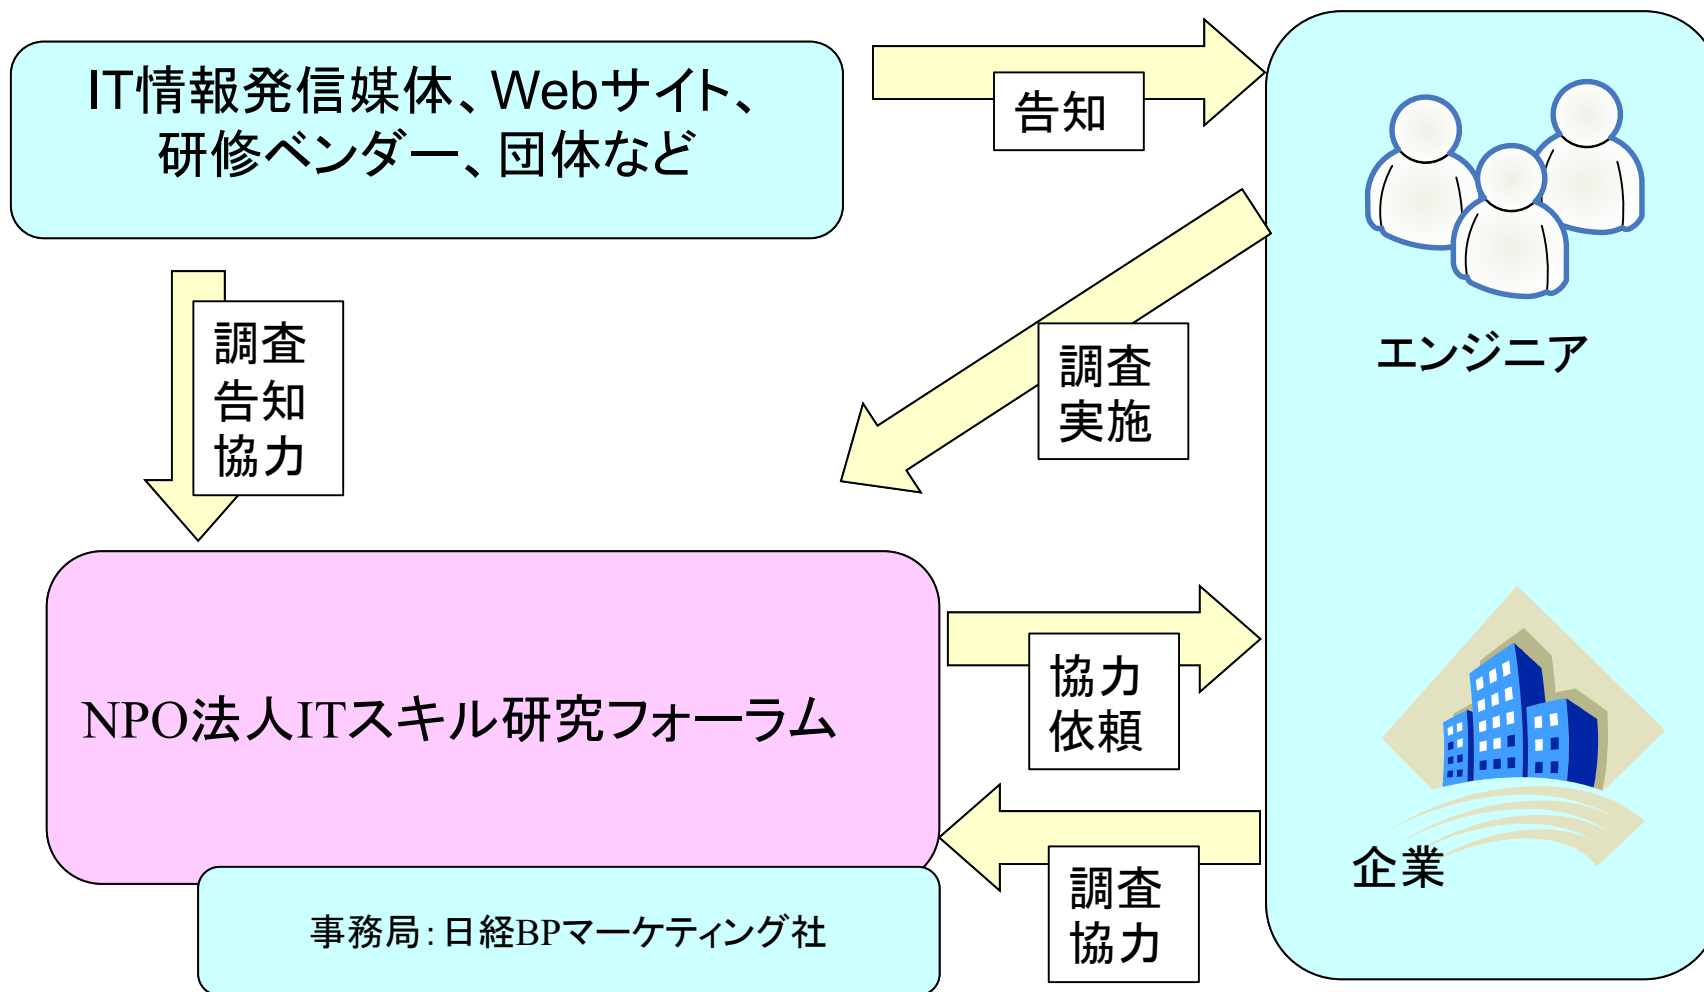 IT情報発信媒体、Webサイト、
研修ベンダー、団体など
告知
エンジニア
調査
告知
協力
調査
実施
NPO法人ITスキル研究フォーラム
協力
依頼
企業
調査
協力
事務局：日経BPマーケティング社